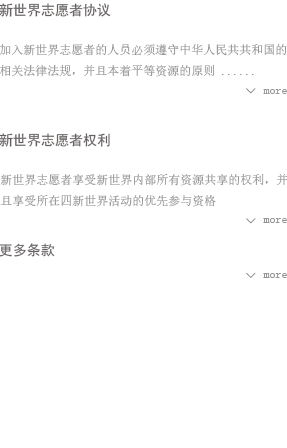 新世界志愿者协议
加入新世界志愿者的人员必须遵守中华人民共共和国的
相关法律法规，并且本着平等资源的原则 ......
more
新世界志愿者权利
新世界志愿者享受新世界内部所有资源共享的权利，并
且享受所在四新世界活动的优先参与资格
more
更多条款
more